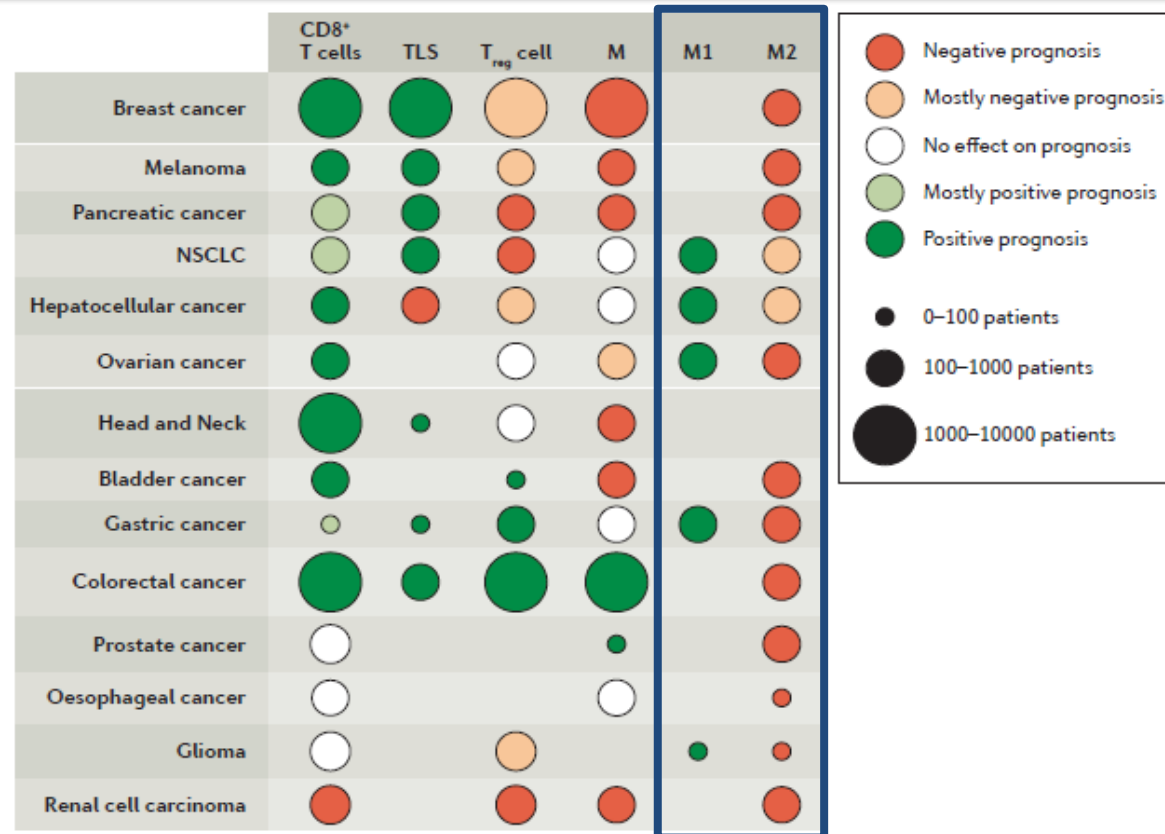 CD8⁺
T cells
TLS
T reg cell
M
M1
M2
Breast cancer
Melanoma
Pancreatic cancer
NSCLC
Hepatocellular cancer
Ovarian cancer
Head and Neck
Bladder cancer
Gastric cancer
Colorectal cancer
Prostate cancer
Oesophageal cancer
Glioma
Renal cell carcinoma
Negative prognosis
Mostly negative prognosis
No effect on prognosis
Mostly positive prognosis
Positive prognosis
0–100 patients
100–1000 patients
1000–10000 patients